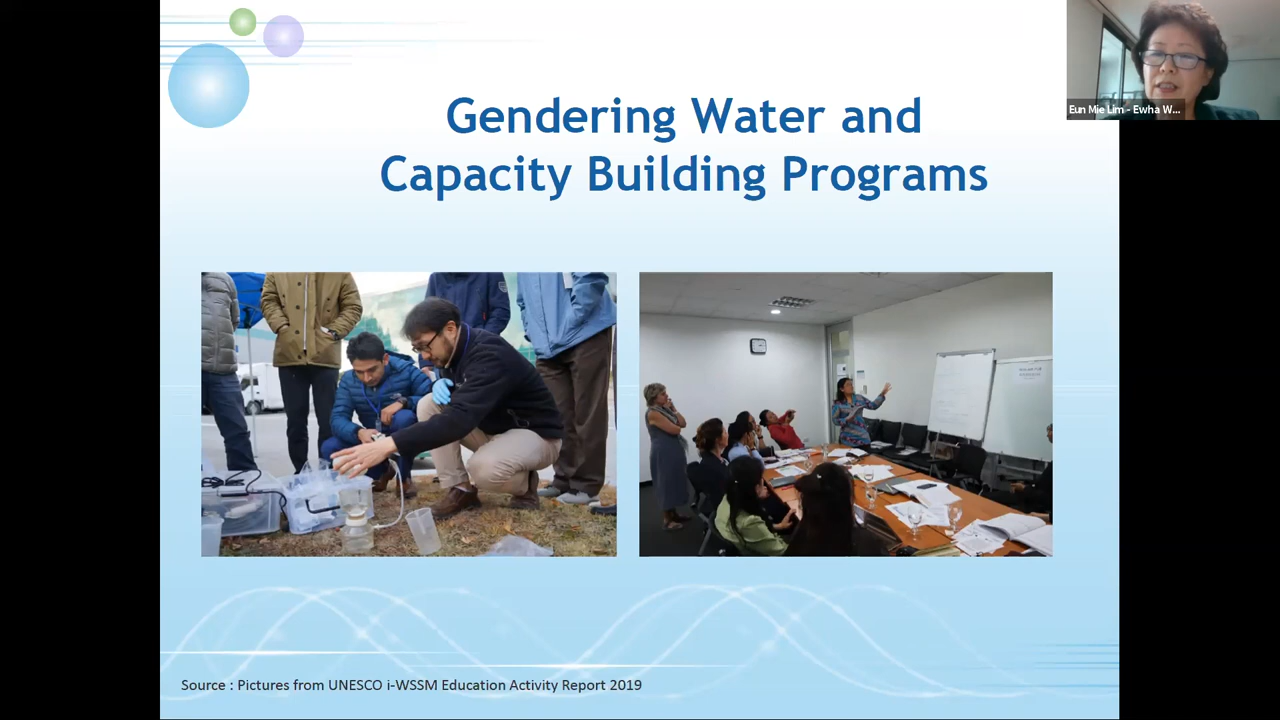 Gendering Water and
Capacity Building Programs
Eun Mie Lim - Ewha W...
Source : Pictures from UNESCO i-WSSM Education Activity Report 2019